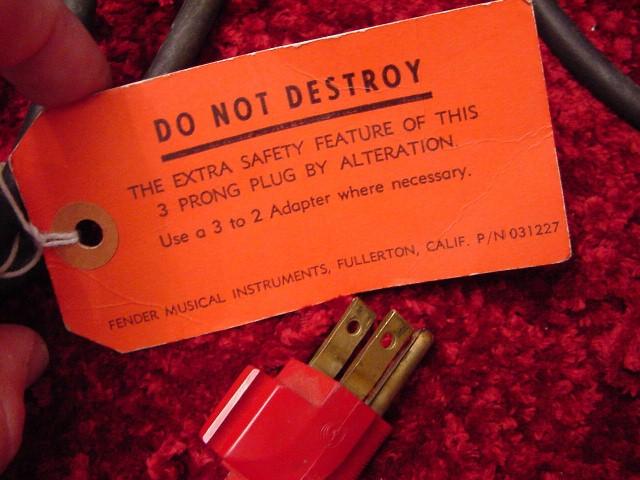 DO NOT DESTROY
THE EXTRA SAFETY FEATURE OF THIS
3 PRONG PLUG BY ALTERATION.
Use a 3 to 2 Adapter where necessary.
FENDER MUSICAL INSTRUMENTS, FULLERTON, CALIF. P/N 031227